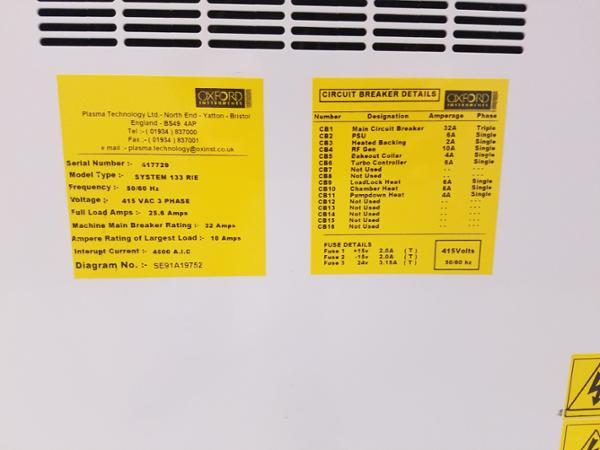 OXFORD
INSTRUMENTS
Plasma Technology Ltd.- North End - Yatton - Bristol
England - BS49 4AP
Tel :- ( 01934 ) 837000
Fax :- ( 01934 ) 837001
e mail :- plasma.technology@oxinst.co.uk
Serial Number :- 417729
Model Type :- SYSTEM 133 RIE
Frequency :- 50/60 Hz
Voltage :- 415 VAC 3 PHASE
Full Load Amps :- 25.6 Amps
Machine Main Breaker Rating :- 32 Amps
Ampere Rating of Largest Load :- 10 Amps
Interupt Current :- 4500 A.I.C
Diagram No. :- SE91A19752
CIRCUIT BREAKER DETAILS
OXFORD
INSTRUMENTS
Number Designation Amperage Phase
CB1 Main Circuit Breaker 32A Triple
CB2 PSU 6A Single
CB3 Heated Backing 2A Single
CB4 RF Gen 10A Single
CB5 Bakeout Collar 4A Single
CB6 Turbo Controller 6A Single
CB7 Not Used -- ---
CB8 Not Used -- ---
CB9 LoadLock Heat 6A Single
CB10 Chamber Heat 6A Single
CB11 Pumpdown Heat 4A Single
CB12 Not Used -- ---
CB13 Not Used -- ---
CB14 Not Used -- ---
CB15 Not Used -- ---
CB16 Not Used -- ---
FUSE DETAILS
Fuse 1 +15v 2.0A ( T )
Fuse 2 -15v 2.0A ( T )
Fuse 3 24v 3.15A ( T )
415Volts
50/60 hz